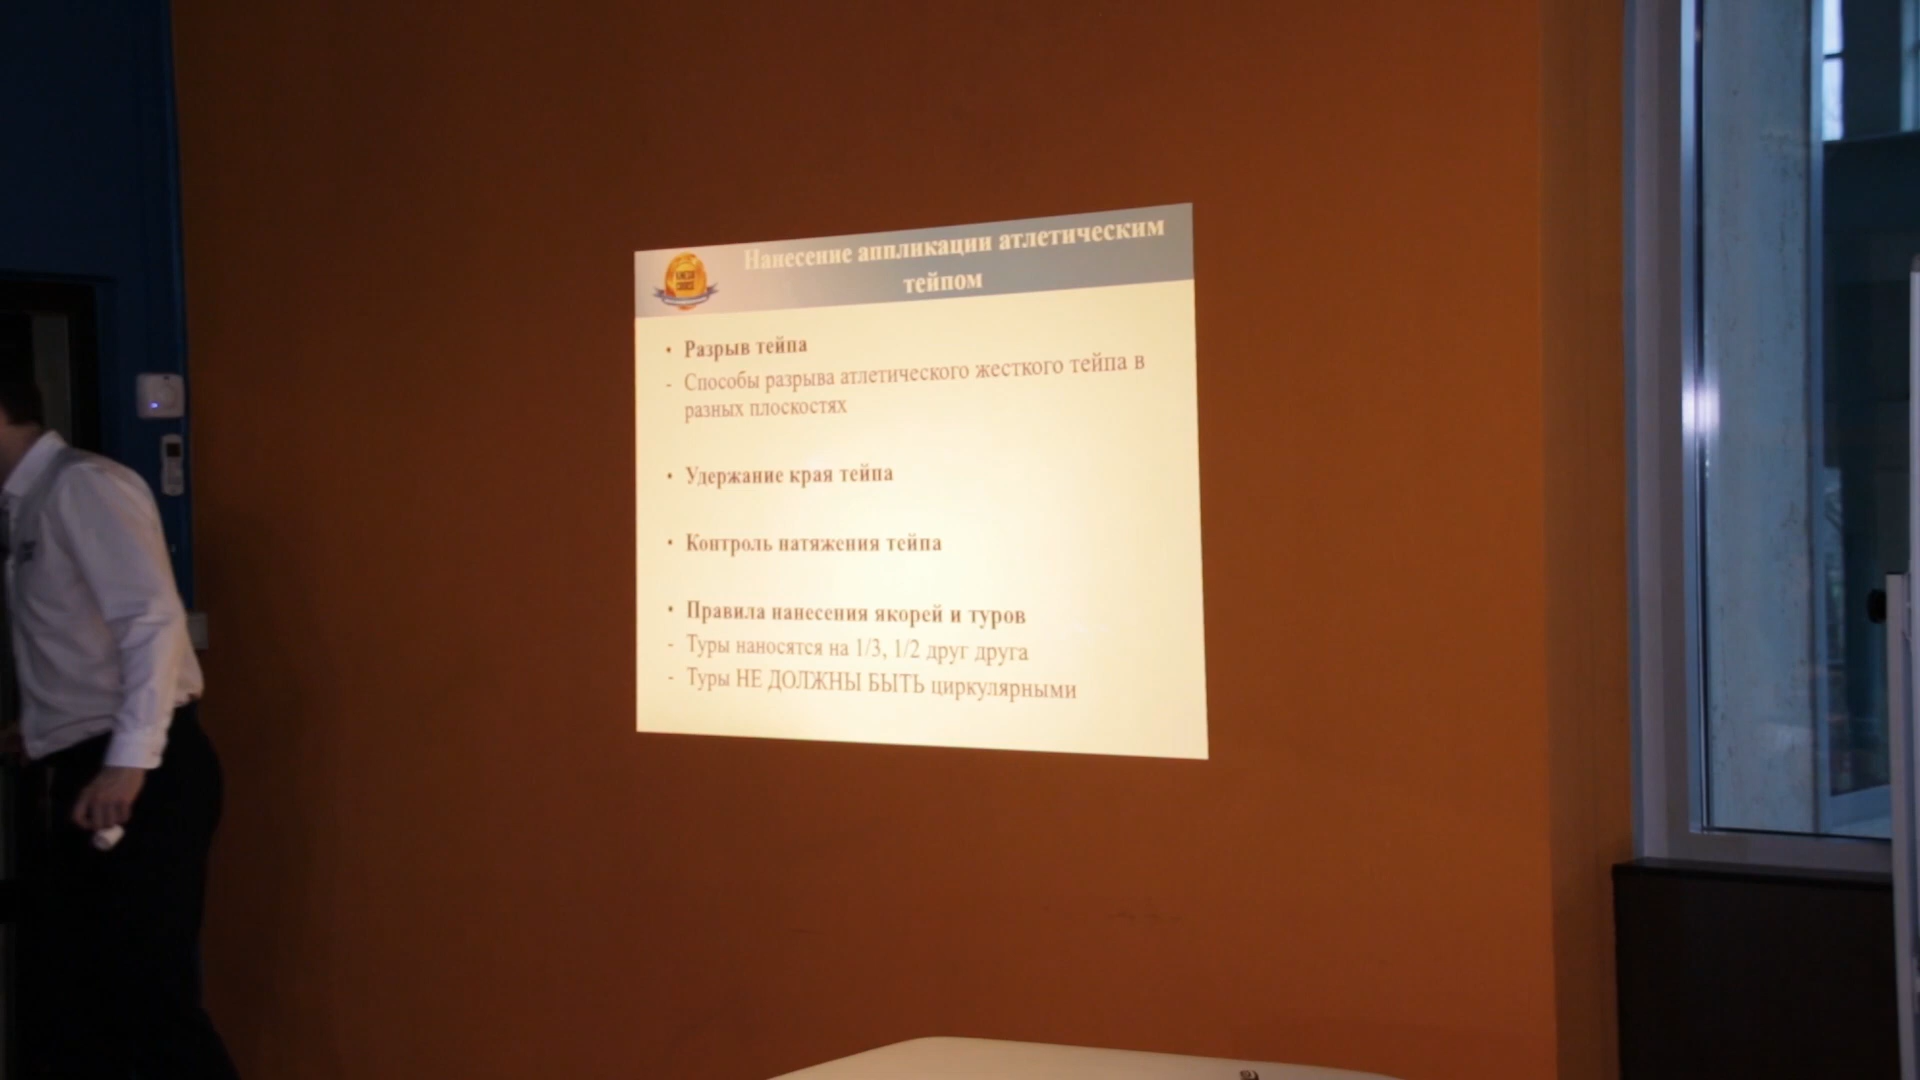 Нанесение аппликации атлетическим
тейпом
• Разрыв тейпа
- Способы разрыва атлетического жесткого тейпа в
разных плоскостях
• Удержание края тейпа
• Контроль натяжения тейпа
• Правила нанесения якорей и туров
- Туры наносятся на 1/3, 1/2 друг друга
- Туры НЕ ДОЛЖНЫ БЫТЬ циркулярными